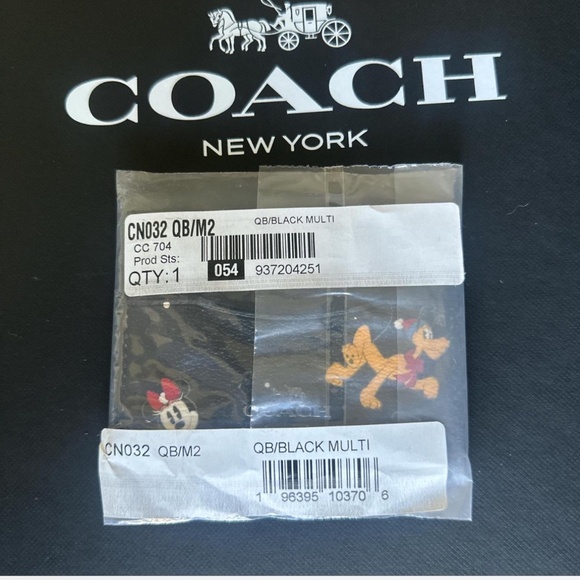 COACH
NEW YORK
CN032 QB/M2 QB/BLACK MULTI
CC 704
Prod Sts:
QTY: 1 054 937204251
COACH
CN032 QB/M2 QB/BLACK MULTI
1 96395 10370 6